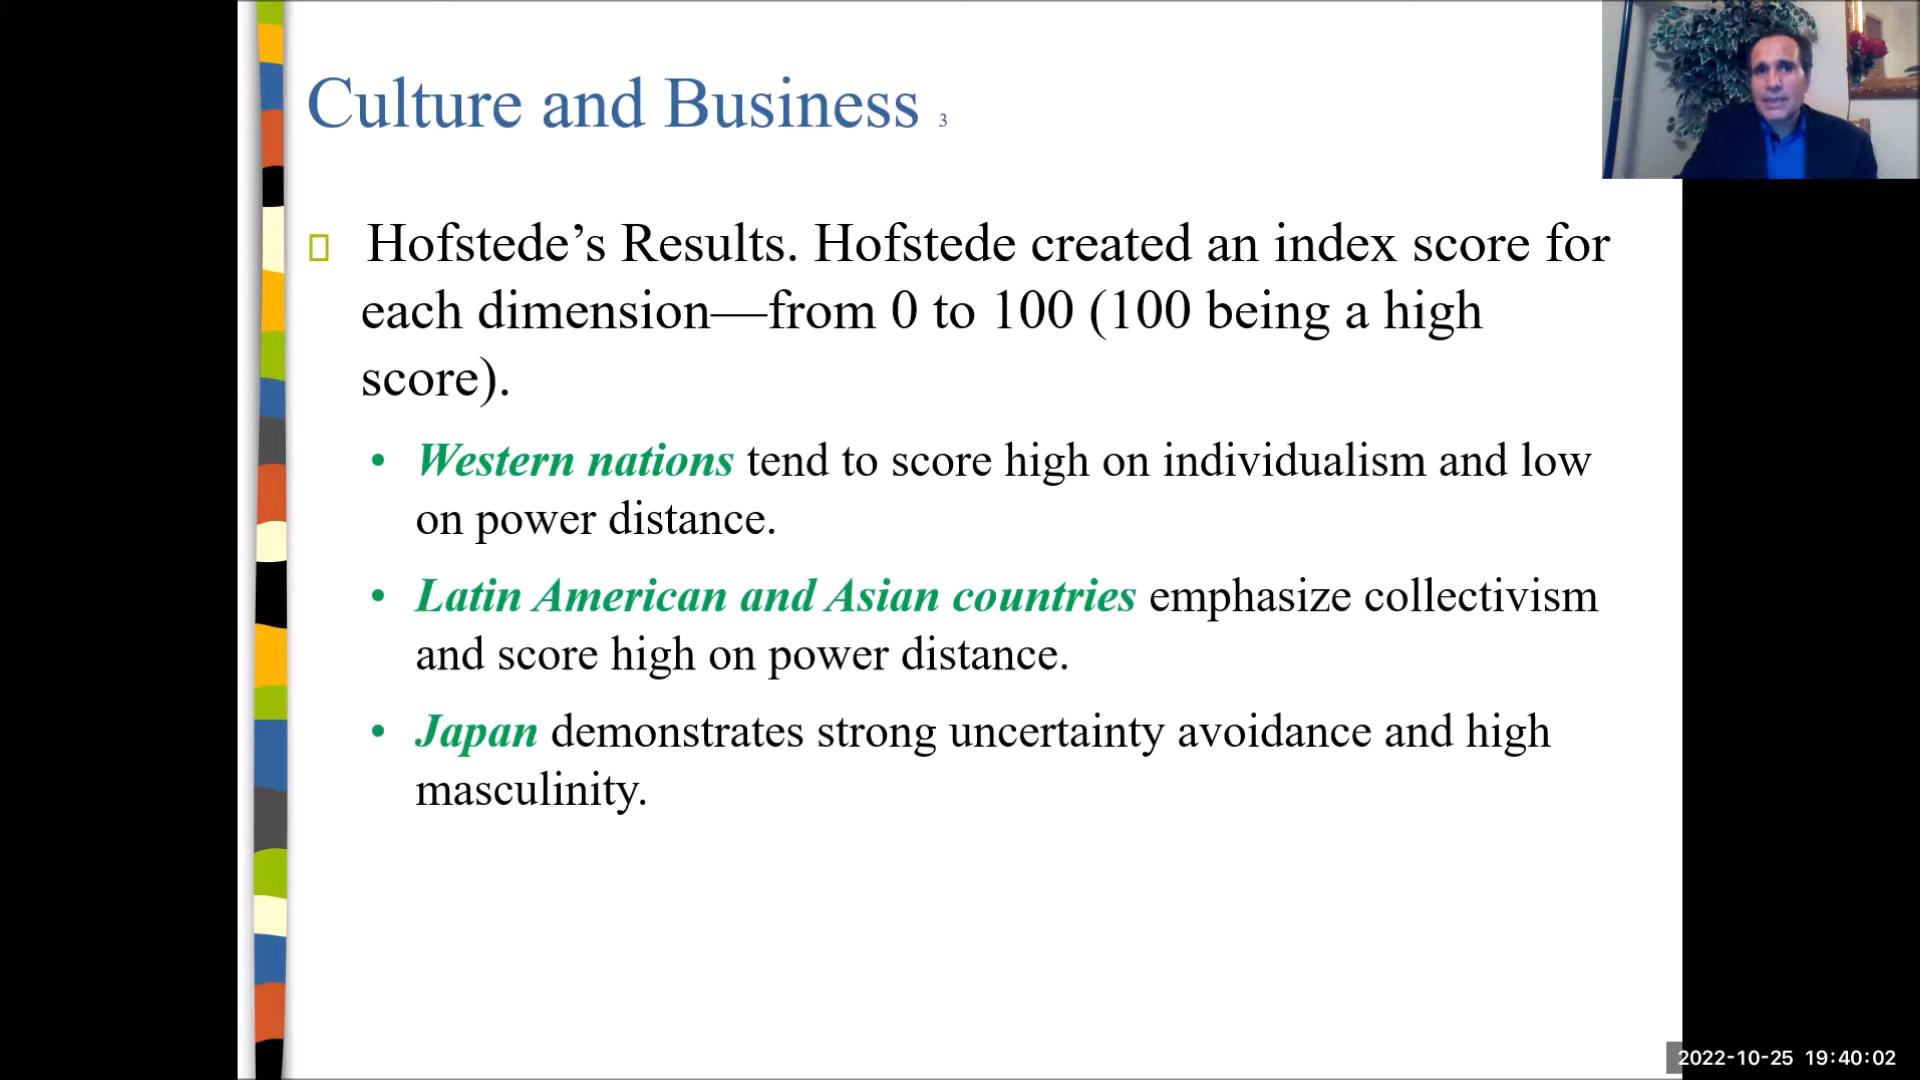 Culture and Business 3
Hofstede’s Results. Hofstede created an index score for
each dimension—from 0 to 100 (100 being a high
score).
• Western nations tend to score high on individualism and low
on power distance.
• Latin American and Asian countries emphasize collectivism
and score high on power distance.
• Japan demonstrates strong uncertainty avoidance and high
masculinity.
2022-10-25 19:40:02